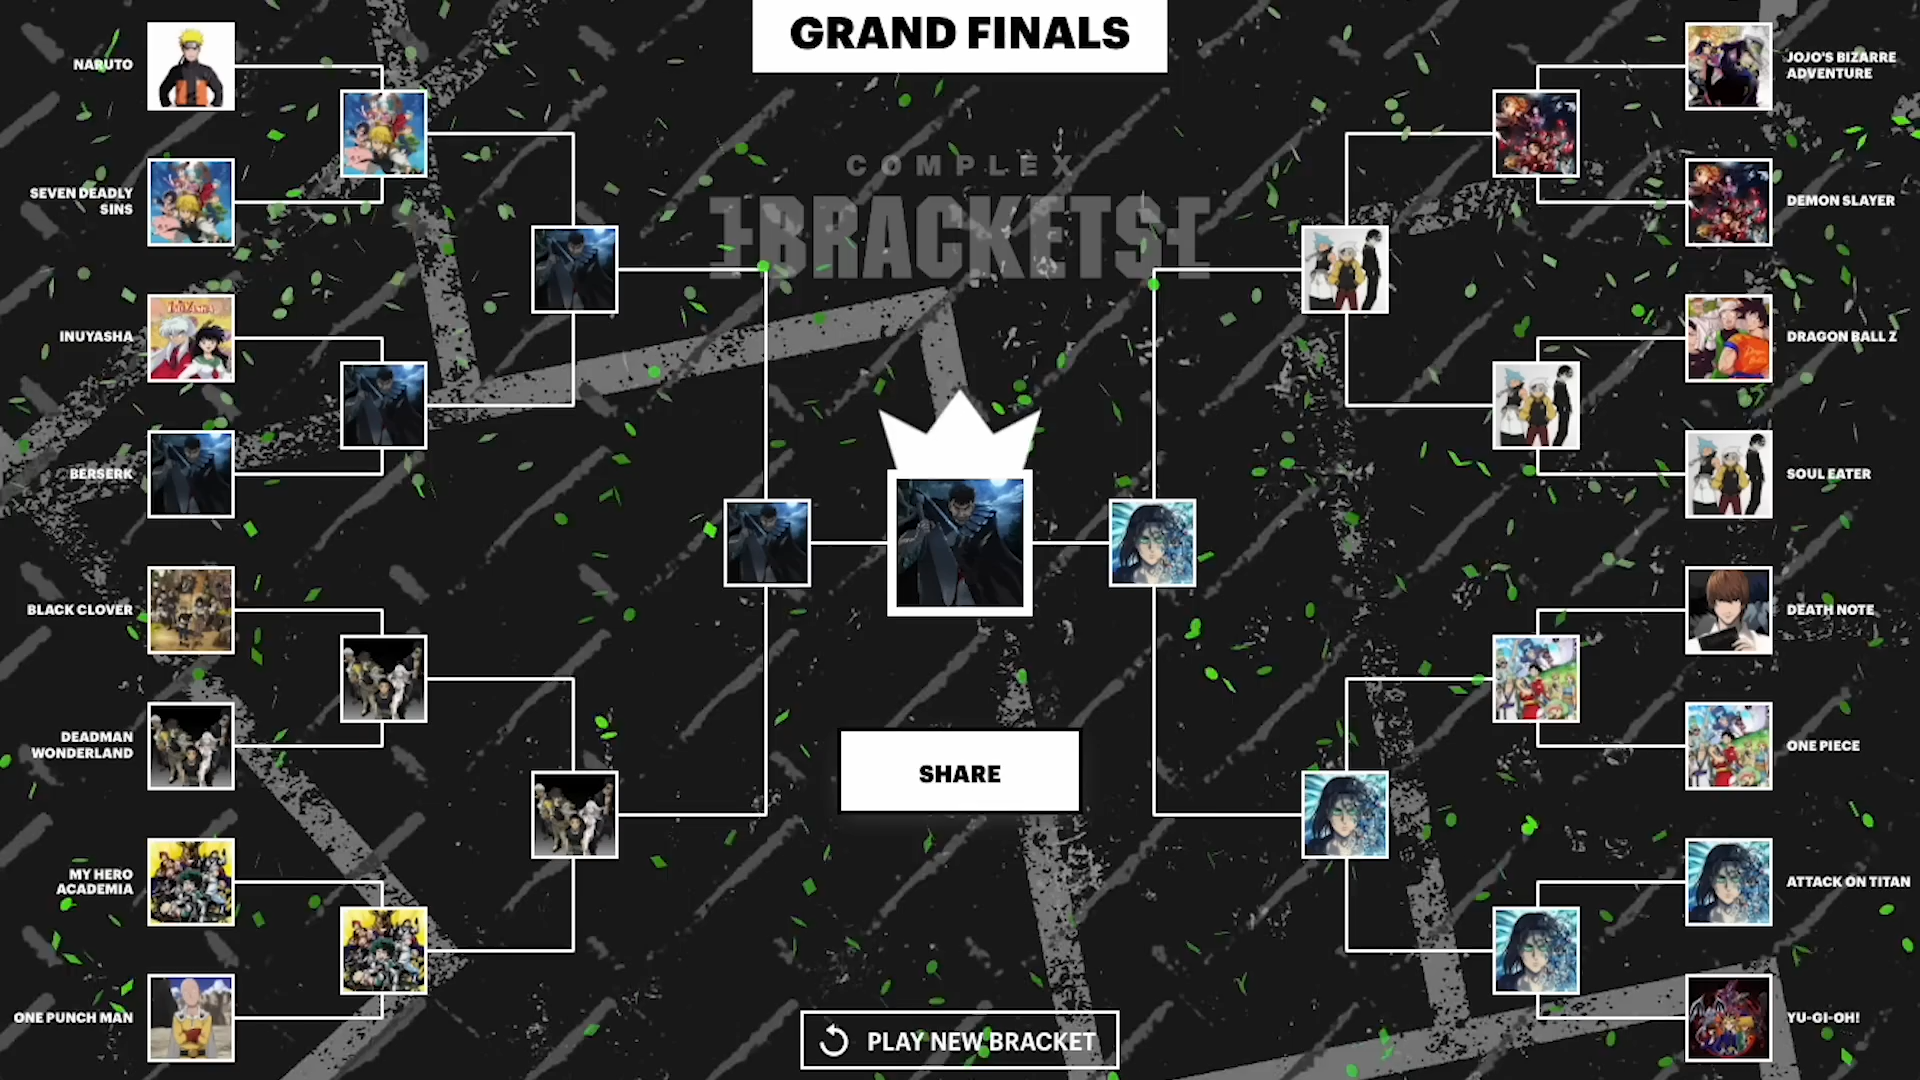 GRAND FINALS
COMPLEX
BRACKETS
NARUTO
SEVEN DEADLY
SINS
INUYASHA
INUYASHA
BERSERK
BLACK CLOVER
DEADMAN
WONDERLAND
MY HERO
ACADEMIA
ONE PUNCH MAN
JOJO'S BIZARRE
ADVENTURE
DEMON SLAYER
DRAGON BALL Z
SOUL EATER
DEATH NOTE
ONE PIECE
ATTACK ON TITAN
YU-GI-OH!
SHARE
PLAY NEW BRACKET